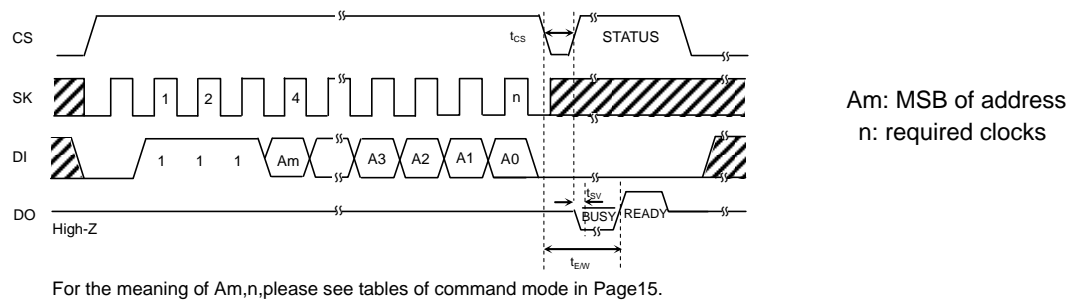 CS tCS STATUS
SK 1 2 4 n
Am: MSB of address
n: required clocks
DI 1 1 1 Am A3 A2 A1 A0
tSV
DO BUSY READY
High-Z
tE/W
For the meaning of Am,n,please see tables of command mode in Page15.